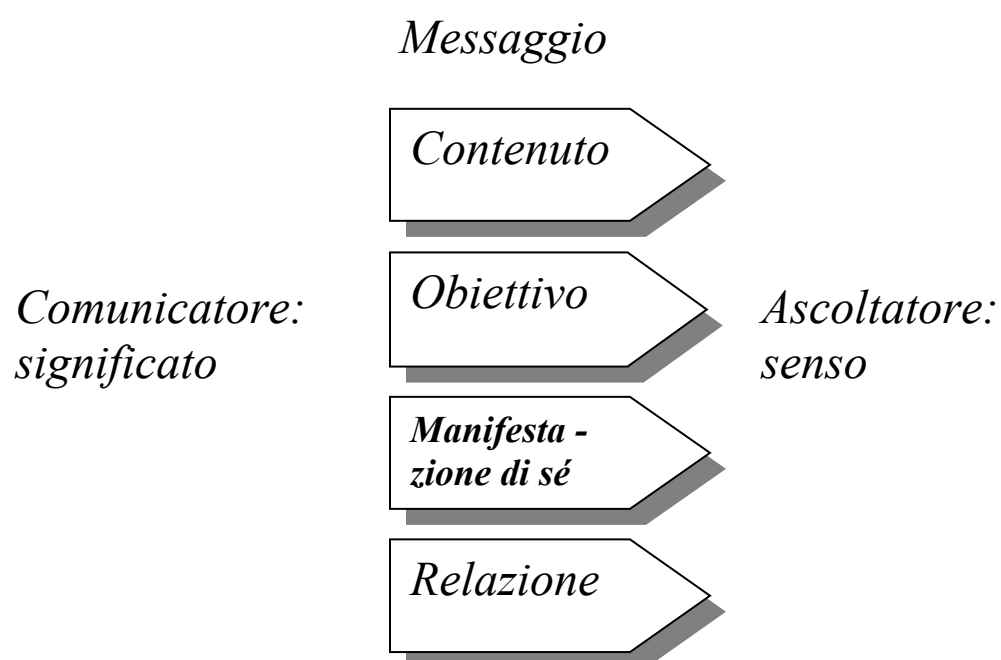 Messaggio
Contenuto
Comunicatore:
significato
Obiettivo
Ascoltatore:
senso
Manifesta -
zione di sé
Relazione